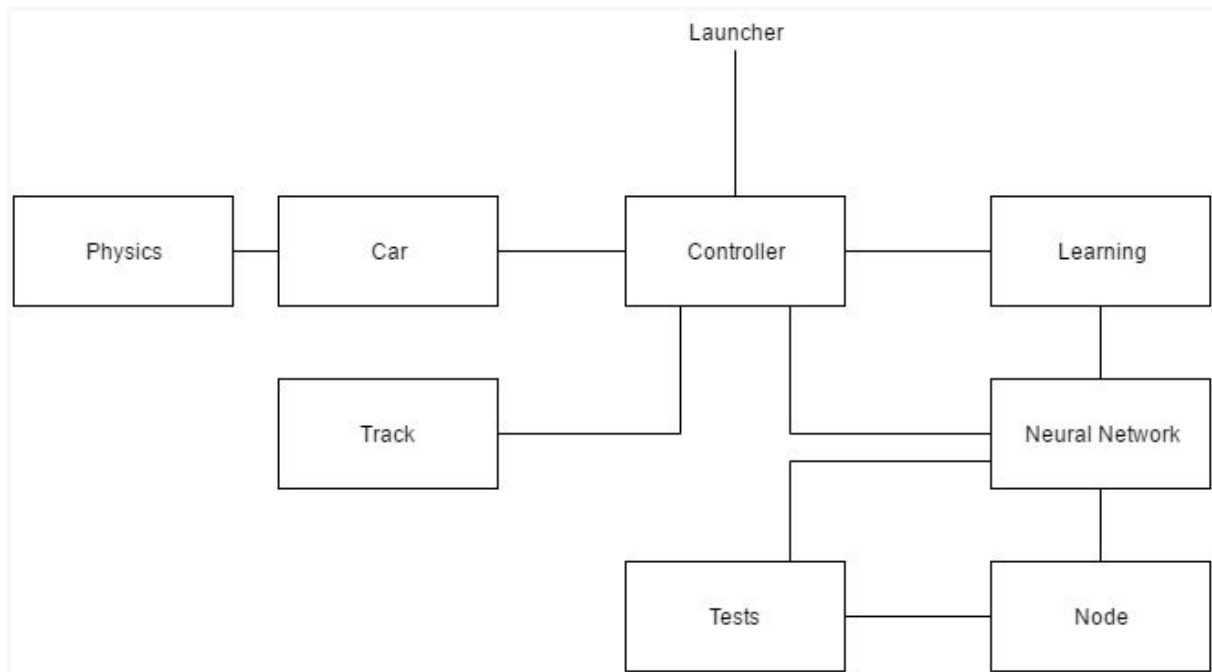 Launcher
Physics
Car
Controller
Learning
Track
Neural Network
Tests
Node